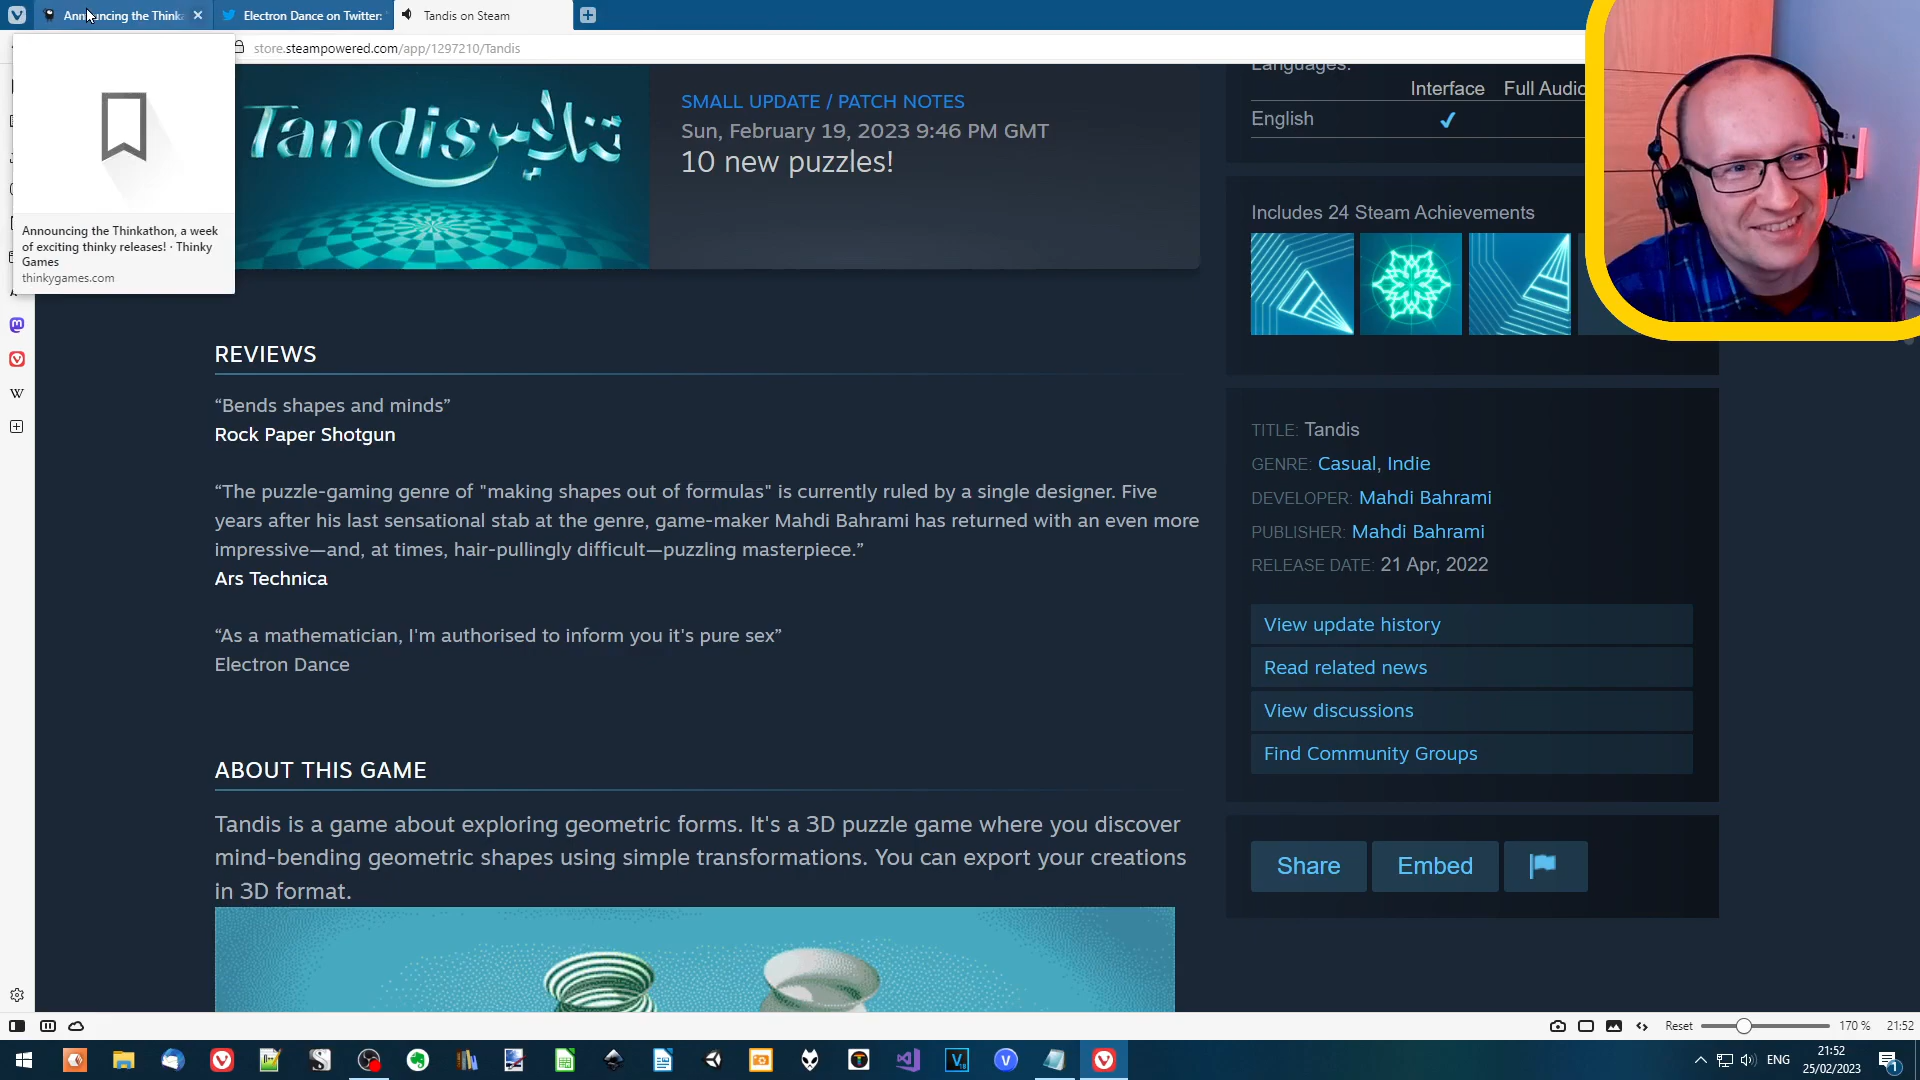 Announcing the Thinka
Electron Dance on Twitter:
Tandis on Steam
store.steampowered.com/app/1297210/Tandis
Announcing the Thinkathon, a week
of exciting thinky releases! · Thinky
Games
thinkygames.com
Tandis تندیس
SMALL UPDATE / PATCH NOTES
Sun, February 19, 2023 9:46 PM GMT
10 new puzzles!
Languages:
Interface Full Audio
English ✔
Includes 24 Steam Achievements
REVIEWS
“Bends shapes and minds”
Rock Paper Shotgun
“The puzzle-gaming genre of "making shapes out of formulas" is currently ruled by a single designer. Five
years after his last sensational stab at the genre, game-maker Mahdi Bahrami has returned with an even more
impressive—and, at times, hair-pullingly difficult—puzzling masterpiece.”
Ars Technica
“As a mathematician, I'm authorised to inform you it's pure sex”
Electron Dance
TITLE: Tandis
GENRE: Casual, Indie
DEVELOPER: Mahdi Bahrami
PUBLISHER: Mahdi Bahrami
RELEASE DATE: 21 Apr, 2022
View update history
Read related news
View discussions
Find Community Groups
Share
Embed
ABOUT THIS GAME
Tandis is a game about exploring geometric forms. It's a 3D puzzle game where you discover
mind-bending geometric shapes using simple transformations. You can export your creations
in 3D format.
Reset
170 %
21:52
ENG
21:52
25/02/2023